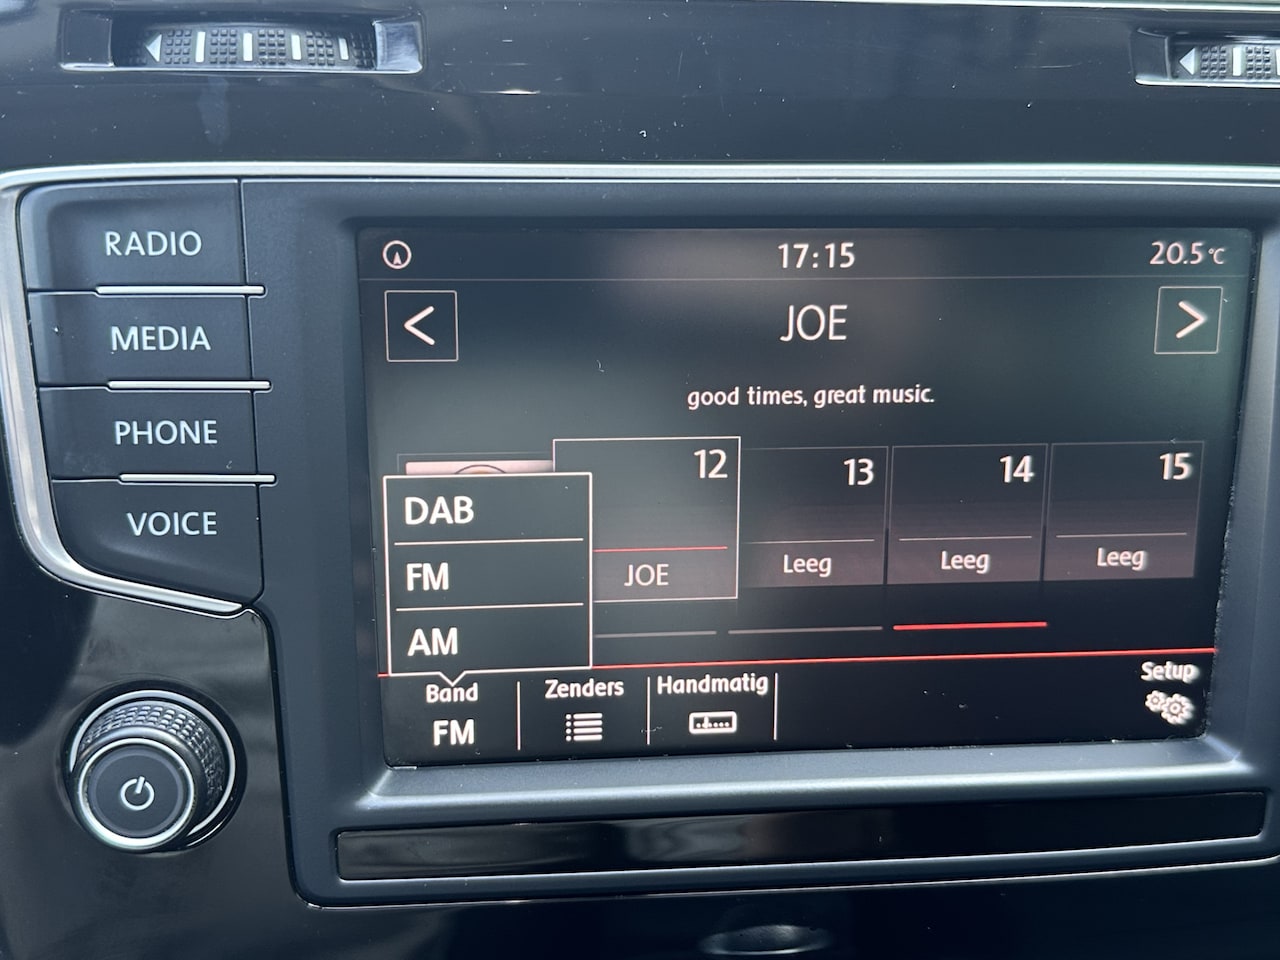 RADIO
MEDIA
PHONE
VOICE
17:15
20.5°C
<
JOE
>
good times, great music.
12
13
14
15
JOE
Leeg
Leeg
Leeg
DAB
FM
AM
Band
FM
Zenders
Handmatig
Setup